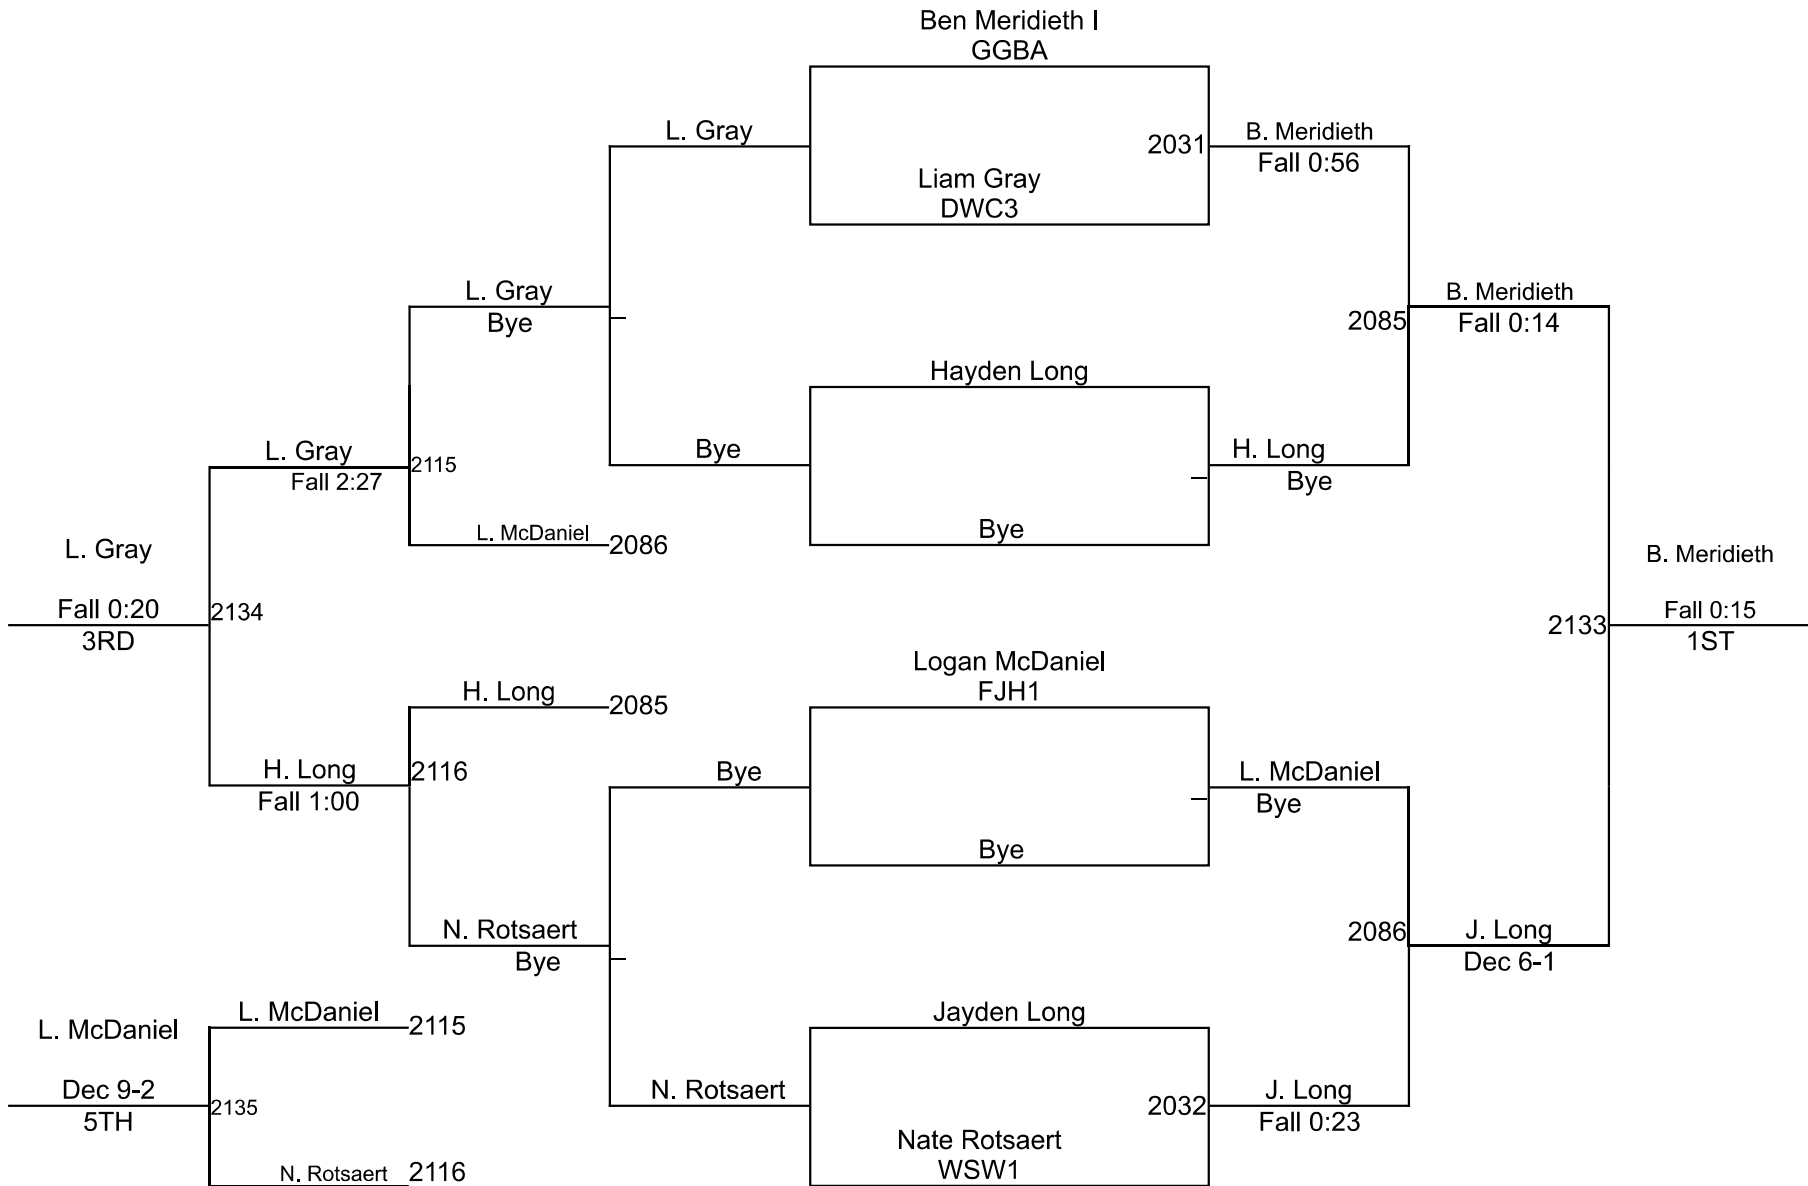 Ben Meridieth I
GGBA
L. Gray
2031
B. Meridieth
Fall 0:56
Liam Gray
DWC3
L. Gray
Bye
2085
B. Meridieth
Fall 0:14
Hayden Long
L. Gray
Fall 2:27
2115
Bye
H. Long
Bye
L. McDaniel
2086
Bye
L. Gray
Fall 0:20
3RD
2134
B. Meridieth
2133
Fall 0:15
1ST
Logan McDaniel
FJH1
H. Long
2085
H. Long
Fall 1:00
2116
Bye
L. McDaniel
Bye
Bye
N. Rotsaert
Bye
2086
J. Long
Dec 6-1
L. McDaniel
2115
Jayden Long
L. McDaniel
Dec 9-2
5TH
2135
N. Rotsaert
2032
J. Long
Fall 0:23
Nate Rotsaert
WSW1
N. Rotsaert
2116